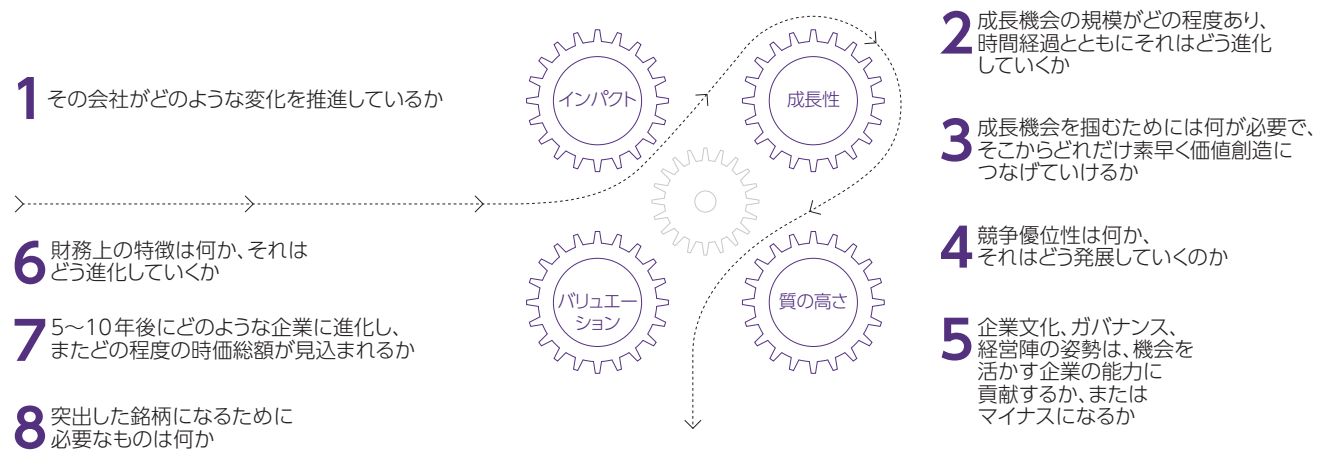 1 その会社がどのような変化を推進しているか
インパクト
成長性
2 成長機会の規模がどの程度あり、
時間経過とともにそれはどう進化
していくか
3 成長機会を掴むためには何が必要で、
そこからどれだけ素早く価値創造に
つなげていけるか
4 競争優位性は何か、
それはどう発展していくのか
質の高さ
5 企業文化、ガバナンス、
経営陣の姿勢は、機会を
活かす企業の能力に
貢献するか、または
マイナスになるか
バリュエー
ション
6 財務上の特徴は何か、それは
どう進化していくか
7 5〜10年後にどのような企業に進化し、
またどの程度の時価総額が見込まれるか
8 突出した銘柄になるために
必要なものは何か